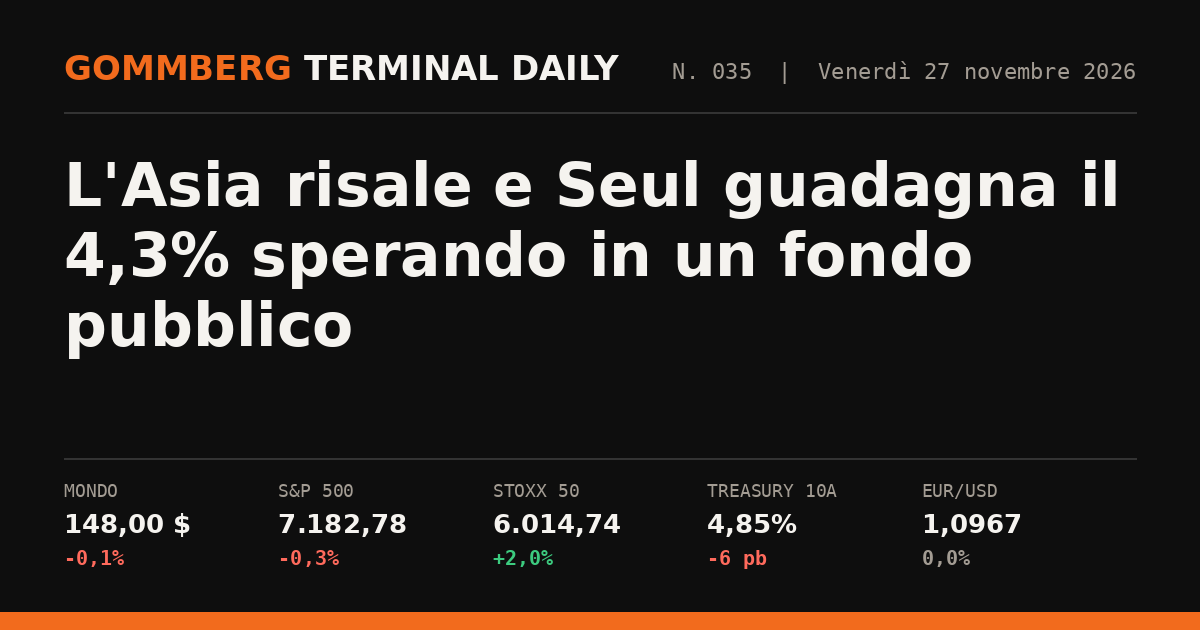 GOMMBERG TERMINAL DAILY N. 035 | Venerdì 27 novembre 2026
L'Asia risale e Seul guadagna il
4,3% sperando in un fondo
pubblico
MONDO S&P 500 STOXX 50 TREASURY 10A EUR/USD
148,00 $ 7.182,78 6.014,74 4,85% 1,0967
-0,1% -0,3% +2,0% -6 pb 0,0%